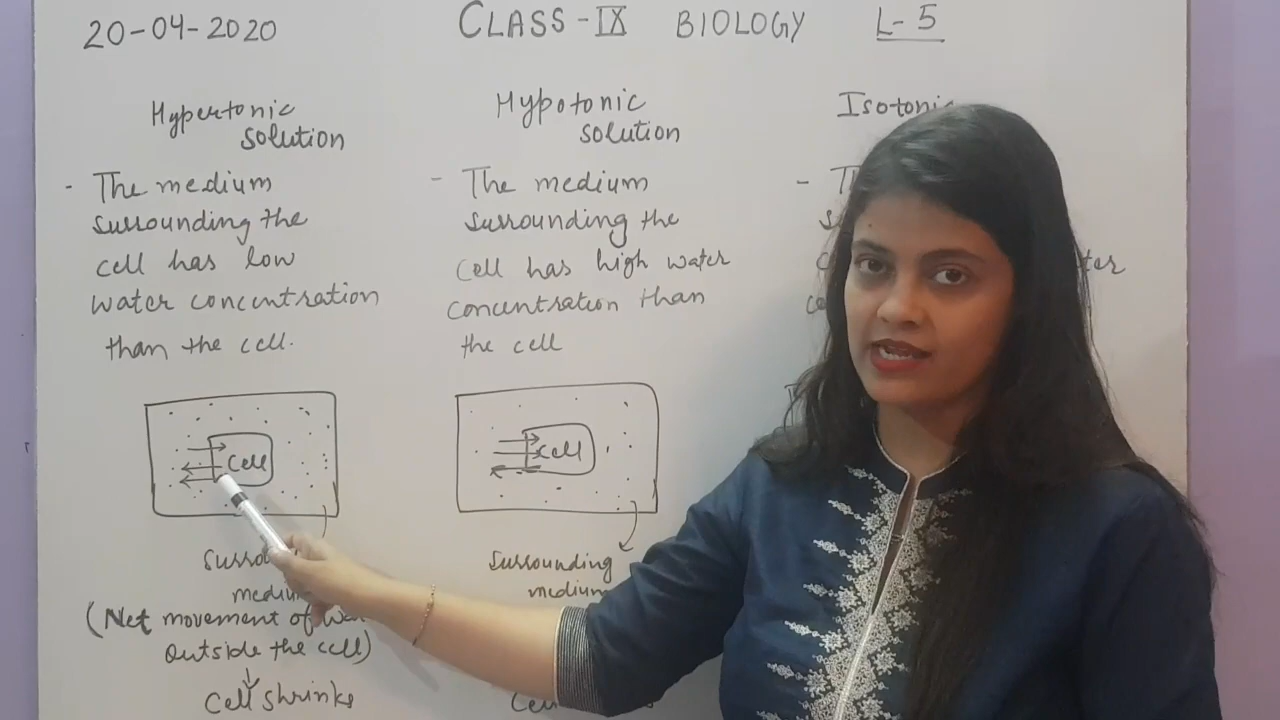 20-04-2020
CLASS-IX BIOLOGY L-5
Hypertonic
solution
- The medium
surrounding the
cell has low
water concentration
than the cell.
Cell
(Net movement of
outside the cell)
Cell shrinks
Hypotonic
solution
- The medium
surrounding the
cell has high water
concentration than
the cell
cell
Surrounding
medium
Isotonic
-